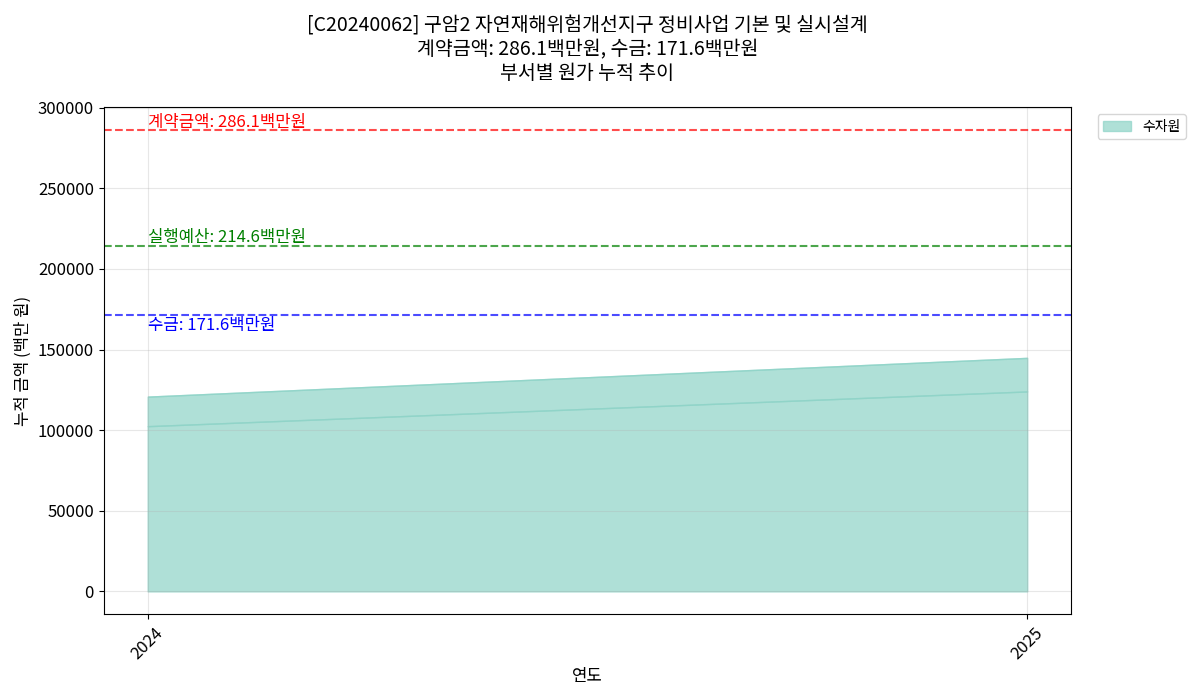 [C20240062] 구암2 자연재해위험개선지구 정비사업 기본 및 실시설계
계약금액: 286.1백만원, 수금: 171.6백만원
부서별 원가 누적 추이
300000
250000
200000
150000
100000
50000
0
누적 금액 (백만 원)
계약금액: 286.1백만원
실행예산: 214.6백만원
수금: 171.6백만원
수자원
2024
2025
연도